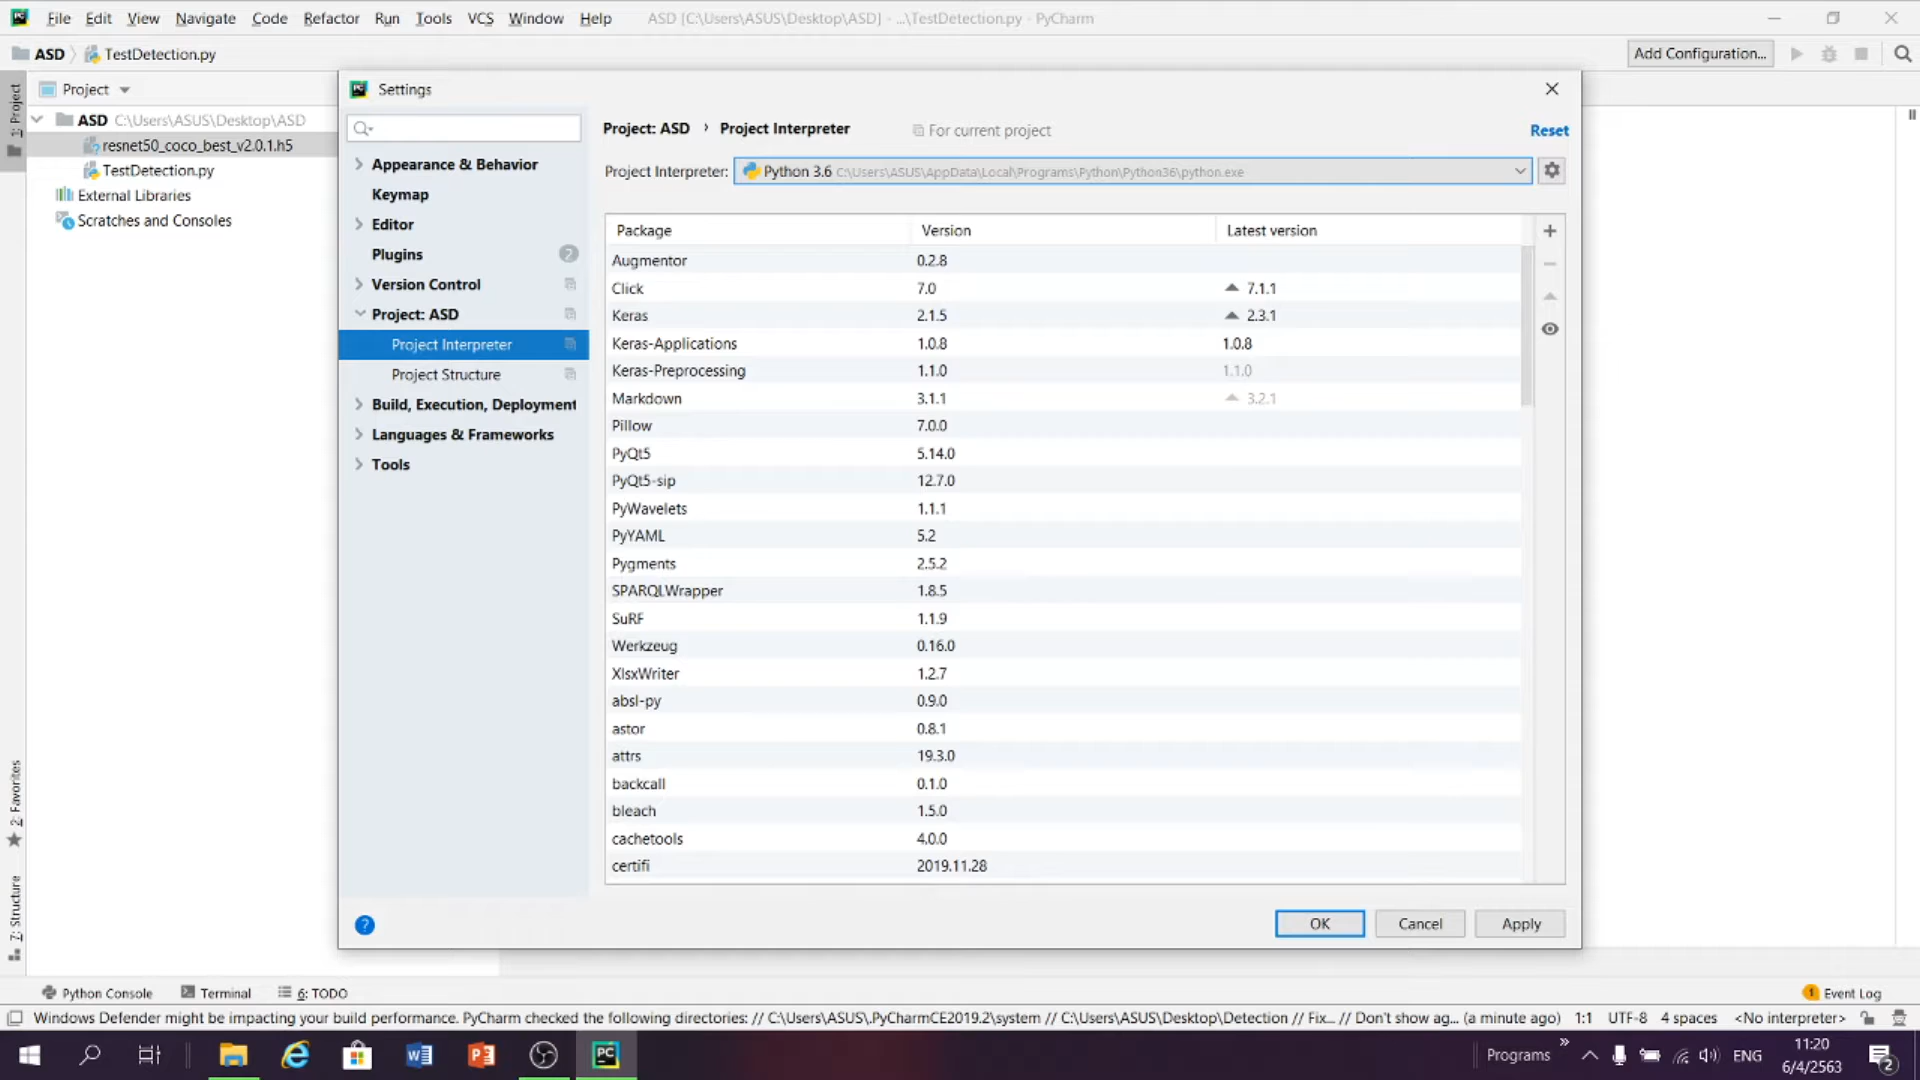 File Edit View Navigate Code Refactor Run Tools VCS Window Help ASD [C:\Users\ASUS\Desktop\ASD] - ...\TestDetection.py - PyCharm
ASD TestDetection.py Add Configuration...
Project
1: Project
ASD C:\Users\ASUS\Desktop\ASD
resnet50_coco_best_v2.0.1.h5
TestDetection.py
External Libraries
Scratches and Consoles
2: Favorites
7: Structure
Settings
Appearance & Behavior
Keymap
Editor
Plugins 2
Version Control
Project: ASD
Project Interpreter
Project Structure
Build, Execution, Deployment
Languages & Frameworks
Tools
Project: ASD › Project Interpreter For current project Reset
Project Interpreter: Python 3.6 C:\Users\ASUS\AppData\Local\Programs\Python\Python36\python.exe
Package Version Latest version
Augmentor 0.2.8
Click 7.0 7.1.1
Keras 2.1.5 2.3.1
Keras-Applications 1.0.8 1.0.8
Keras-Preprocessing 1.1.0 1.1.0
Markdown 3.1.1 3.2.1
Pillow 7.0.0
PyQt5 5.14.0
PyQt5-sip 12.7.0
PyWavelets 1.1.1
PyYAML 5.2
Pygments 2.5.2
SPARQLWrapper 1.8.5
SuRF 1.1.9
Werkzeug 0.16.0
XlsxWriter 1.2.7
absl-py 0.9.0
astor 0.8.1
attrs 19.3.0
backcall 0.1.0
bleach 1.5.0
cachetools 4.0.0
certifi 2019.11.28
? OK Cancel Apply
Python Console Terminal 6: TODO 1 Event Log
Windows Defender might be impacting your build performance. PyCharm checked the following directories: // C:\Users\ASUS\.PyCharmCE2019.2\system // C:\Users\ASUS\Desktop\Detection // Fix... // Don't show ag... (a minute ago) 1:1 UTF-8 4 spaces <No interpreter>
Programs » ENG 11:20
6/4/2563 2